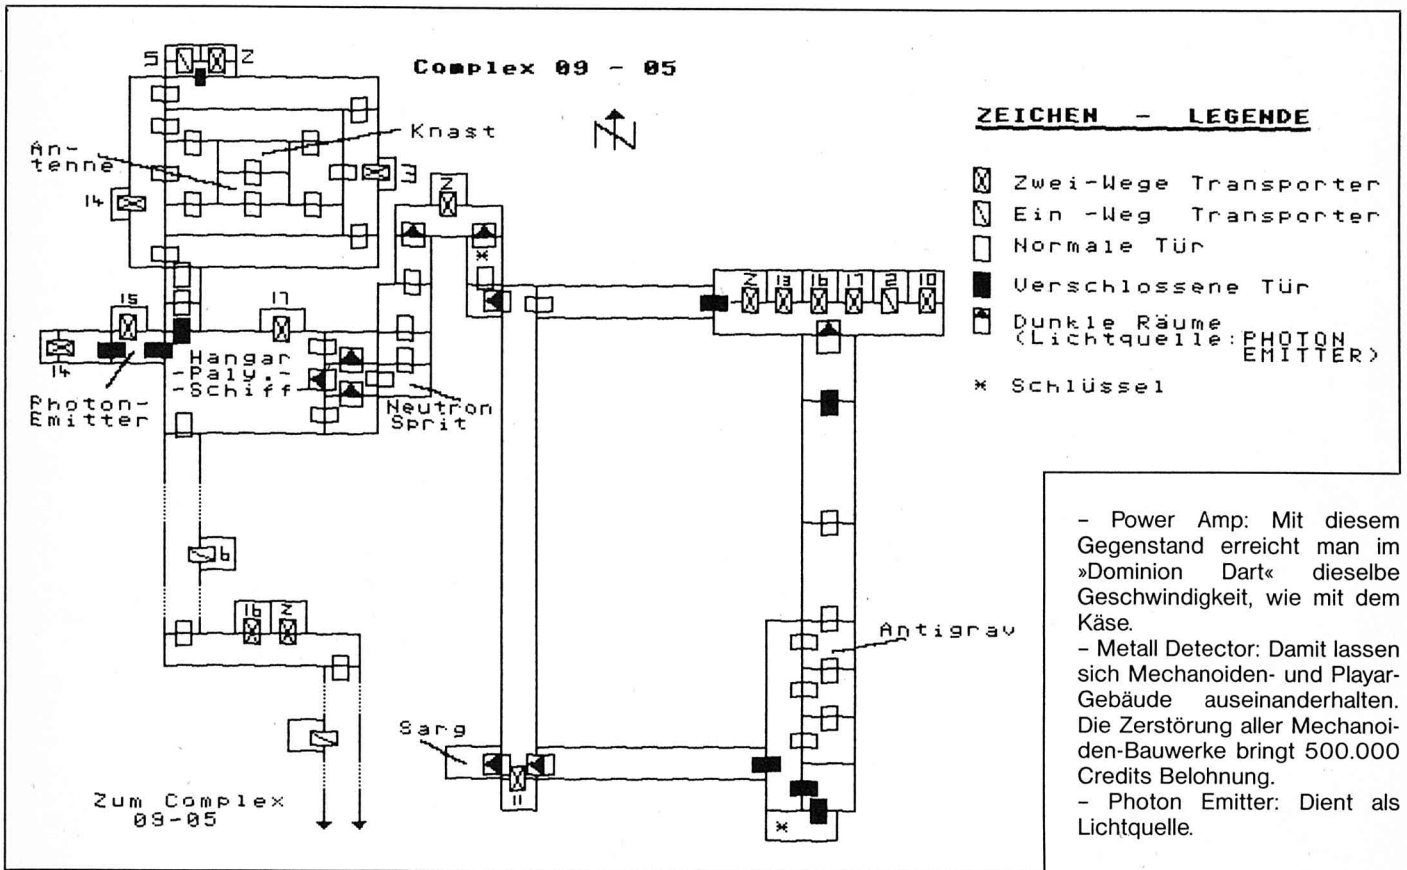 Complex 09 - 05
5
2
N
Knast
An-
tenne
3
14
2
*
15
17
14
Hangar
-Paly.-
-Schiff-
Photon-
Emitter
Neutron
Sprit
2
13
16
17
2
10
6
16
2
Antigrav
Sarg
11
*
Zum Complex
09-05
ZEICHEN - LEGENDE
Zwei-Wege Transporter
Ein -Weg Transporter
Normale Tür
Verschlossene Tür
Dunkle Räume
(Lichtquelle: PHOTON
EMITTER)
* Schlüssel
– Power Amp: Mit diesem
Gegenstand erreicht man im
»Dominion Dart« dieselbe
Geschwindigkeit, wie mit dem
Käse.
– Metall Detector: Damit lassen
sich Mechanoiden- und Playar-
Gebäude auseinanderhalten.
Die Zerstörung aller Mechanoi-
den-Bauwerke bringt 500.000
Credits Belohnung.
– Photon Emitter: Dient als
Lichtquelle.